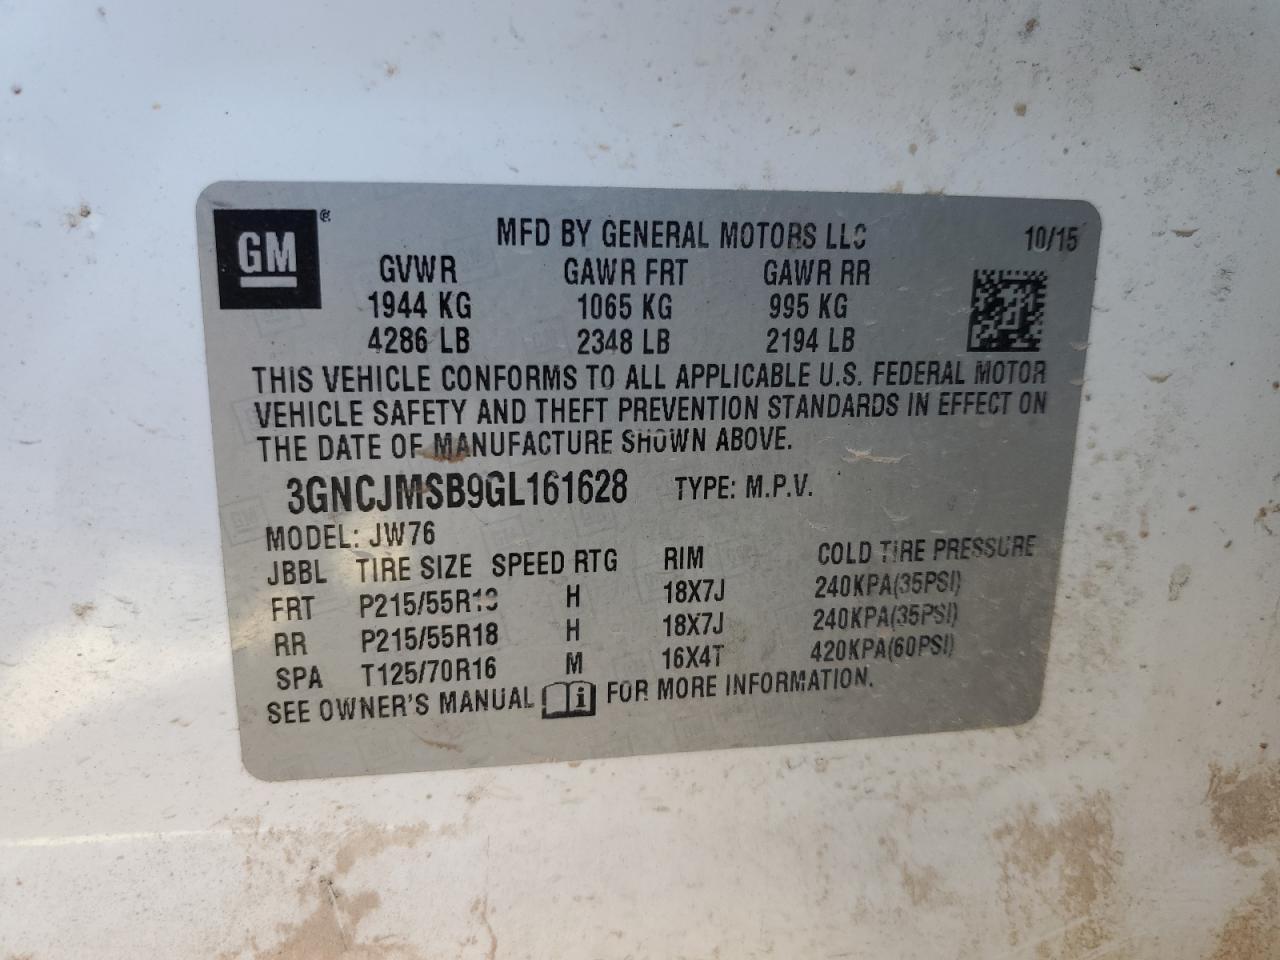 GM ®
MFD BY GENERAL MOTORS LLC 10/15
GVWR GAWR FRT GAWR RR
1944 KG 1065 KG 995 KG
4286 LB 2348 LB 2194 LB
THIS VEHICLE CONFORMS TO ALL APPLICABLE U.S. FEDERAL MOTOR
VEHICLE SAFETY AND THEFT PREVENTION STANDARDS IN EFFECT ON
THE DATE OF MANUFACTURE SHOWN ABOVE.
3GNCJMSB9GL161628 TYPE: M.P.V.
MODEL: JW76
JBBL TIRE SIZE SPEED RTG RIM COLD TIRE PRESSURE
FRT P215/55R18 H 18X7J 240KPA(35PSI)
RR P215/55R18 H 18X7J 240KPA(35PSI)
SPA T125/70R16 M 16X4T 420KPA(60PSI)
SEE OWNER'S MANUAL i FOR MORE INFORMATION.